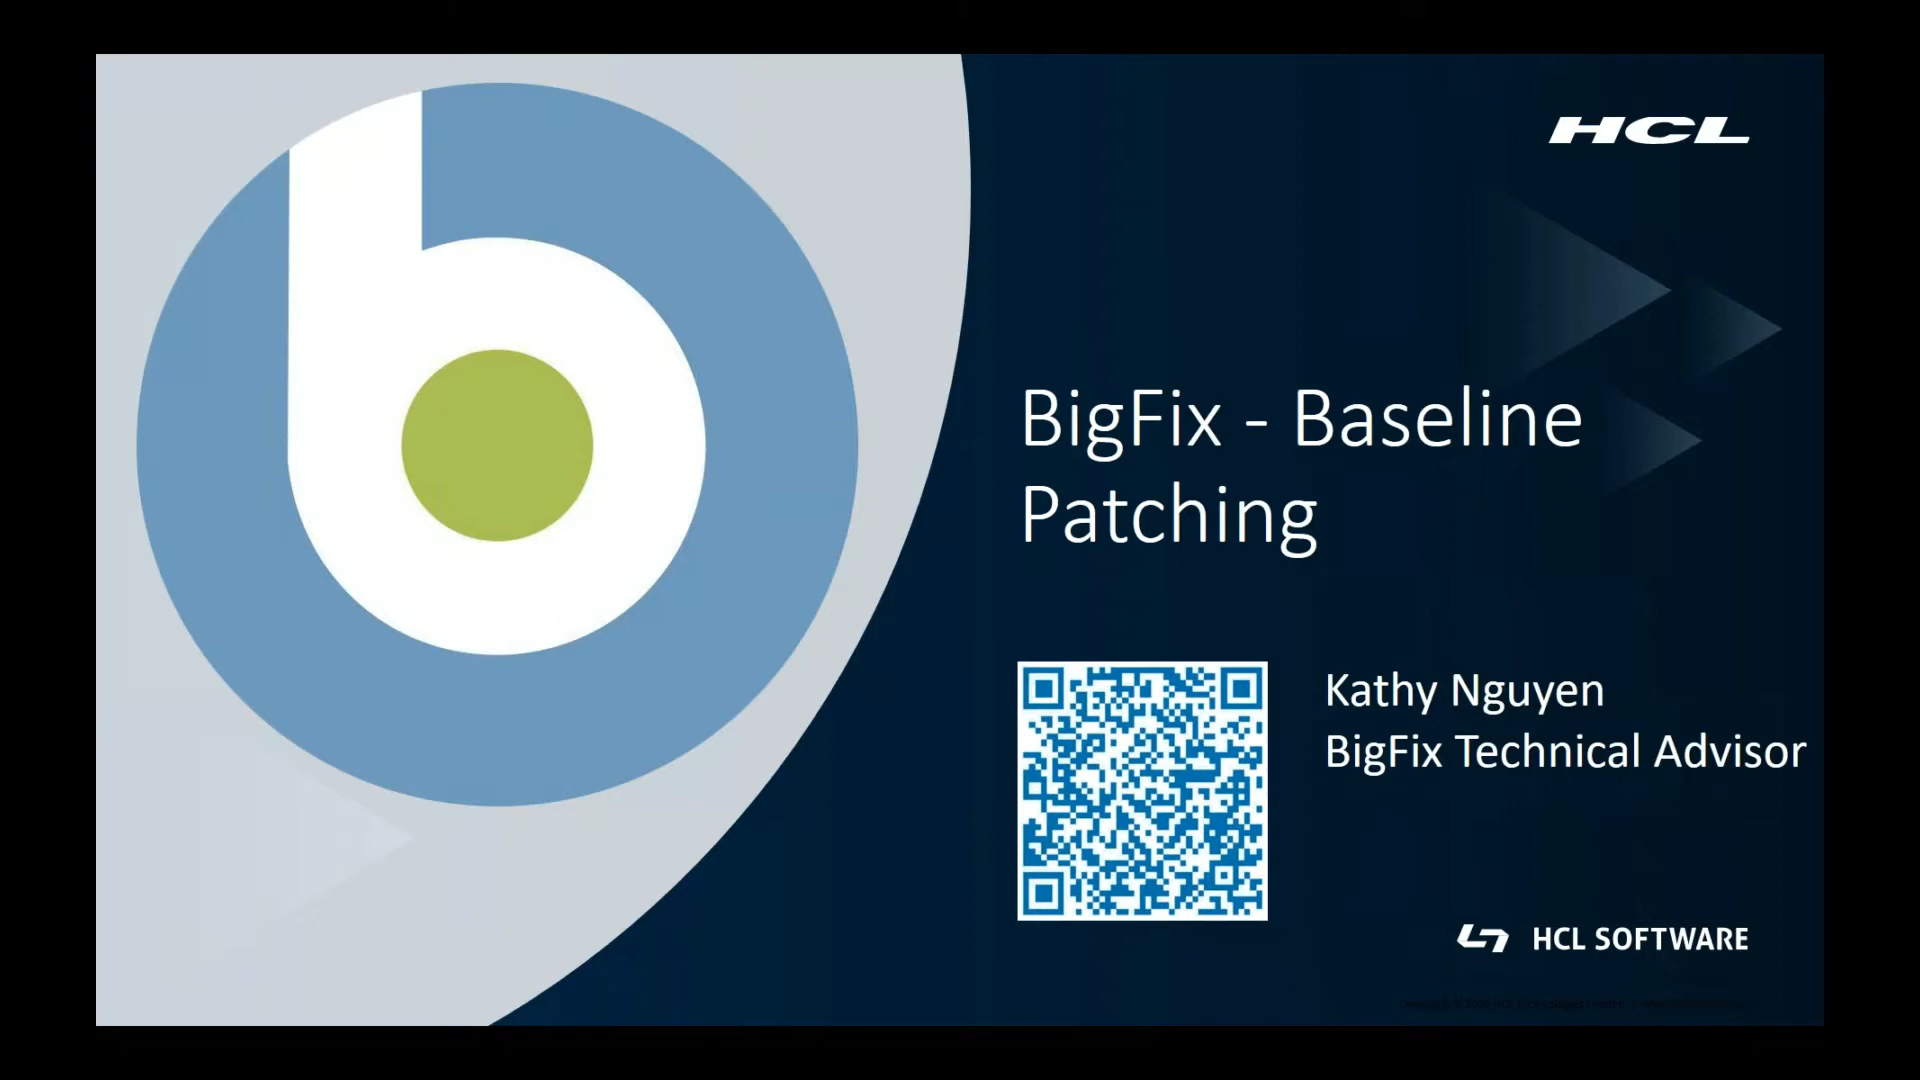 HCL
BigFix - Baseline
Patching
Kathy Nguyen
BigFix Technical Advisor
HCL SOFTWARE